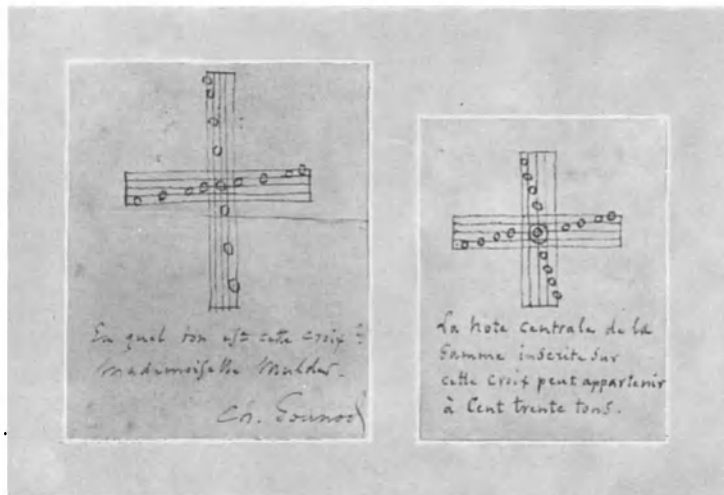 En quel ton est cette croix?
Mademoiselle Mulder.
Ch. Gounod
La note centrale de la
Gamme inscrite sur
cette croix peut appartenir
à Cent trente tons.